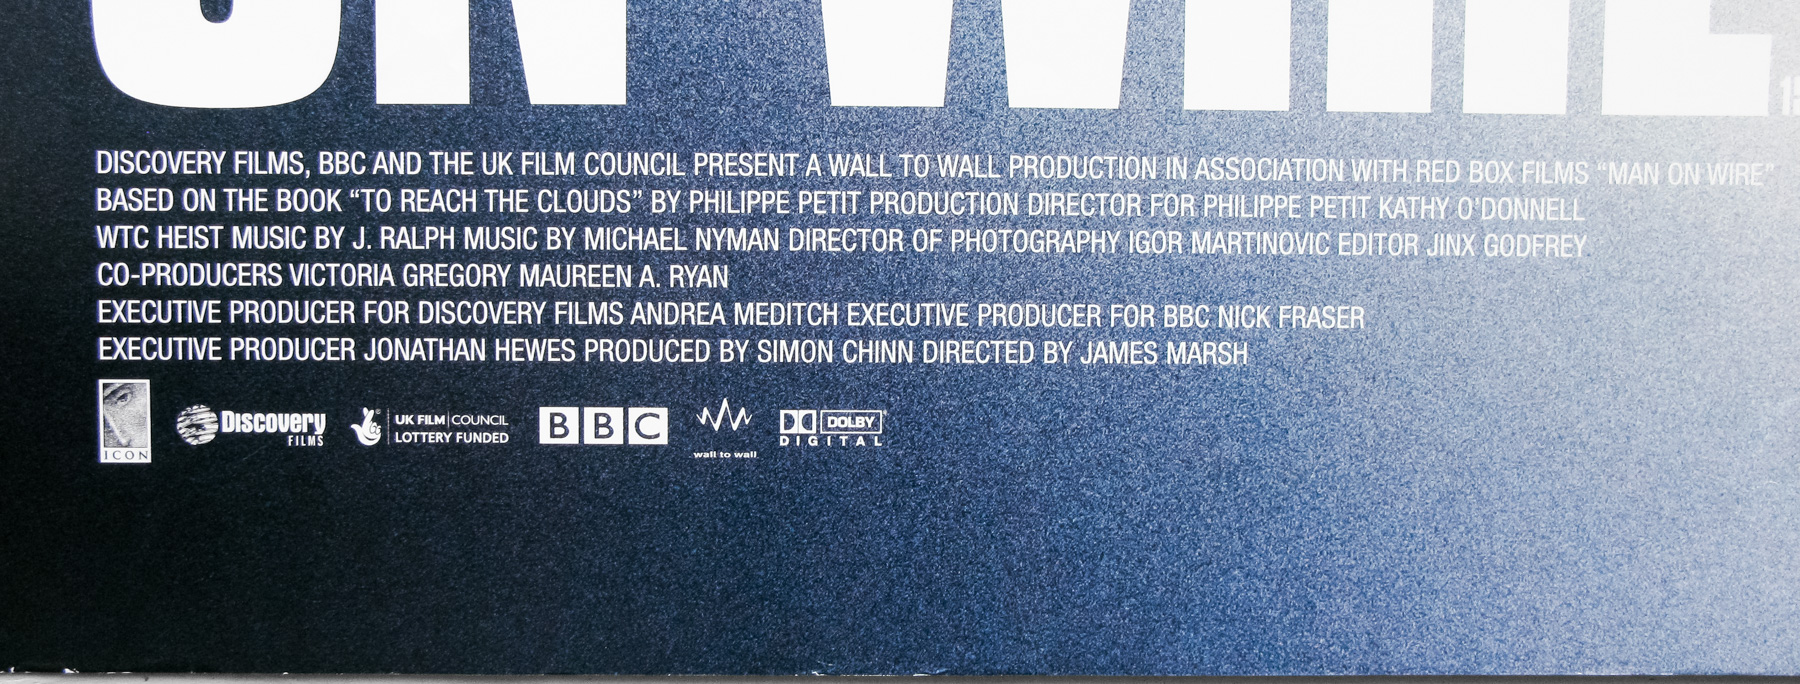 ON WIRE
DISCOVERY FILMS, BBC AND THE UK FILM COUNCIL PRESENT A WALL TO WALL PRODUCTION IN ASSOCIATION WITH RED BOX FILMS “MAN ON WIRE”
BASED ON THE BOOK “TO REACH THE CLOUDS” BY PHILIPPE PETIT PRODUCTION DIRECTOR FOR PHILIPPE PETIT KATHY O'DONNELL
WTC HEIST MUSIC BY J. RALPH MUSIC BY MICHAEL NYMAN DIRECTOR OF PHOTOGRAPHY IGOR MARTINOVIC EDITOR JINX GODFREY
CO-PRODUCERS VICTORIA GREGORY MAUREEN A. RYAN
EXECUTIVE PRODUCER FOR DISCOVERY FILMS ANDREA MEDITCH EXECUTIVE PRODUCER FOR BBC NICK FRASER
EXECUTIVE PRODUCER JONATHAN HEWES PRODUCED BY SIMON CHINN DIRECTED BY JAMES MARSH
ICON
Discovery
FILMS
UK FILM COUNCIL
LOTTERY FUNDED
BBC
wall to wall
DOLBY
DIGITAL